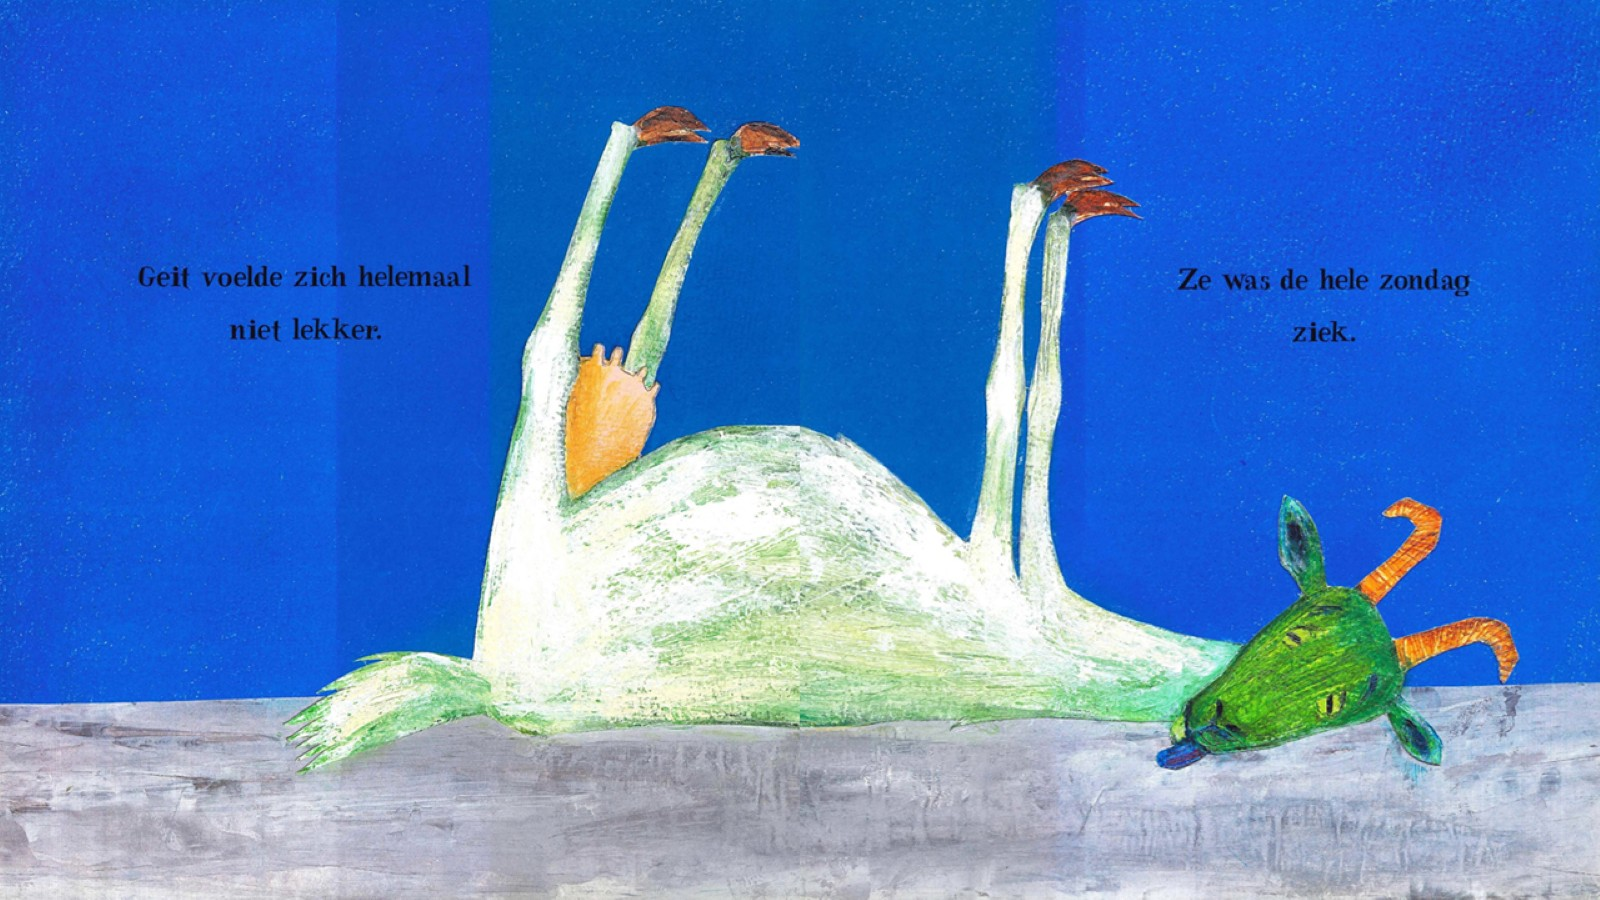 Geit voelde zich helemaal
niet lekker.
Ze was de hele zondag
ziek.